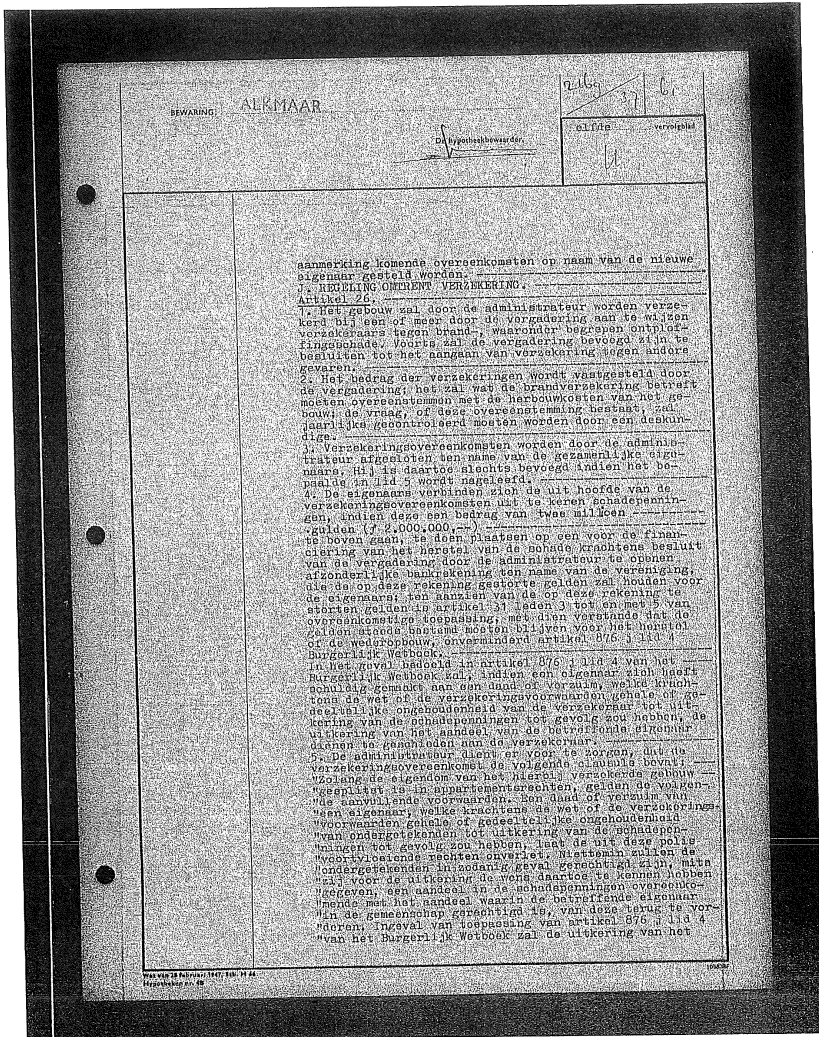 2169 37 6,
BEWARING: ALKMAAR
De hypotheekbewaarder,
elfde vervolgblad
11
aanmerking komende overeenkomsten op naam van de nieuwe
eigenaar gesteld worden.
J. REGELING OMTRENT VERZEKERING.
Artikel 26.
1. Het gebouw zal door de administrateur worden verze-
kerd bij een of meer door de vergadering aan te wijzen
verzekeraars tegen brand-, waaronder begrepen ontplof-
fingsschade. Voorts zal de vergadering bevoegd zijn te
besluiten tot het aangaan van verzekering tegen andere
gevaren.
2. Het bedrag der verzekeringen wordt vastgesteld door
de vergadering; het zal wat de brandverzekering betreft
moeten overeenstemmen met de herbouwkosten van het ge-
bouw; de vraag, of deze overeenstemming bestaat, zal
jaarlijks gecontroleerd moeten worden door een deskun-
dige.
3. Verzekeringsovereenkomsten worden door de adminis-
trateur afgesloten ten name van de gezamenlijke eige-
naars. Hij is daartoe slechts bevoegd indien het be-
paalde in lid 5 wordt nageleefd.
4. De eigenaars verbinden zich de uit hoofde van de
verzekeringsovereenkomsten uit te keren schadepennin-
gen, indien deze een bedrag van twee miljoen
gulden (ƒ 2.000.000,--)
te boven gaan, te doen plaatsen op een voor de finan-
ciering van het herstel van de schade krachtens besluit
van de vergadering door de administrateur te openen
afzonderlijke bankrekening ten name van de vereniging,
die de op deze rekening gestorte gelden zal houden voor
de eigenaars; ten aanzien van de op deze rekening te
storten gelden is artikel 31 leden 3 tot en met 5 van
overeenkomstige toepassing, met dien verstande dat de
gelden steeds bestemd moeten blijven voor het herstel
of de wederopbouw, onverminderd artikel 876 j lid
Burgerlijk Wetboek.
In het geval bedoeld in artikel 876 j lid 4 van het
Burgerlijk Wetboek zal, indien een eigenaar zich heeft
schuldig gemaakt aan een daad of verzuim, welke krach-
tens de wet of de verzekeringsvoorwaarden gehele of ge-
deeltelijke ongehoudenheid van de verzekeraar tot uit-
kering van de schadepenningen tot gevolg zou hebben, de
uitkering van het aandeel van de betreffende eigenaar
dienen te geschieden aan de verzekeraar.
5. De administrateur dient er voor te zorgen, dat de
verzekeringsovereenkomst de volgende clausule bevat:
"Zolang de eigendom van het hierbij verzekerde gebouw
"gesplitst is in appartementsrechten, gelden de volgen-
"de aanvullende voorwaarden. Een daad of verzuim van
"een eigenaar, welke krachtens de wet of de verzekerings-
"voorwaarden gehele of gedeeltelijke ongehoudenheid
"van ondergetekenden tot uitkering van de schadepen-
"ningen tot gevolg zou hebben, laat de uit deze polis
"voortvloeiende rechten onverlet. Niettemin zullen de
"ondergetekenden in zodanig geval gerechtigd zijn, mits
"zij voor de uitkering de wens daartoe te kennen hebben
"gegeven, een aandeel in de schadepenningen overeenko-
"mende met het aandeel waarin de betreffende eigenaar
"in de gemeenschap gerechtigd is, van deze terug te vor-
"deren. Ingeval van toepassing van artikel 876 j lid 4
"van het Burgerlijk Wetboek zal de uitkering van het
Wet van 28 februari 1947, Stb. H 66
Hypotheken nr. 4B